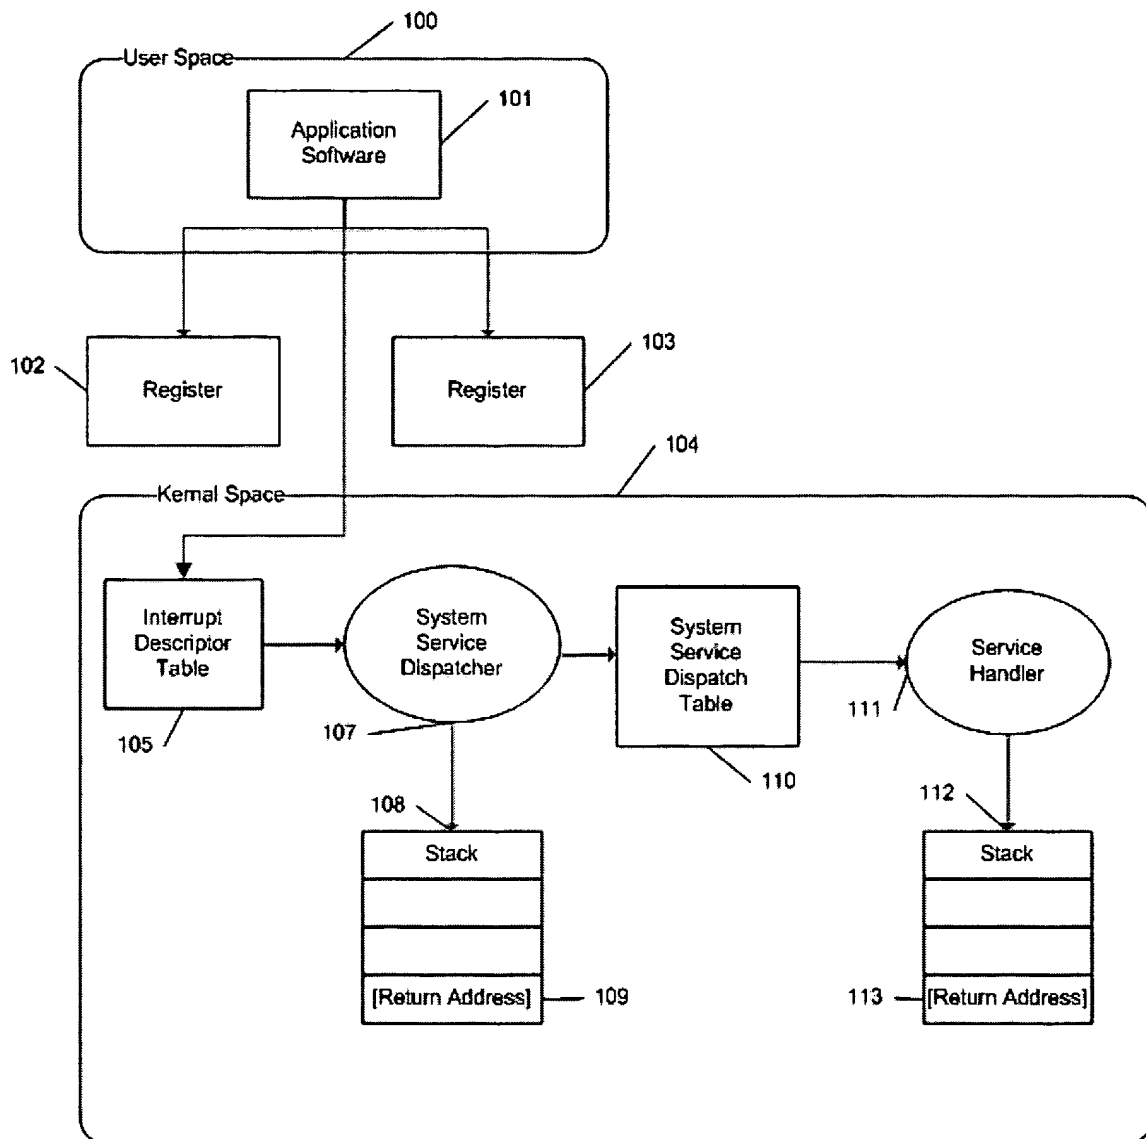 100
User Space
101
Application
Software
102
Register
103
Register
104
Kernal Space
Interrupt
Descriptor
Table
System
Service
Dispatcher
System
Service
Dispatch
Table
Service
Handler
105
107
110
111
108
112
Stack
Stack
[Return Address]
109
113
[Return Address]